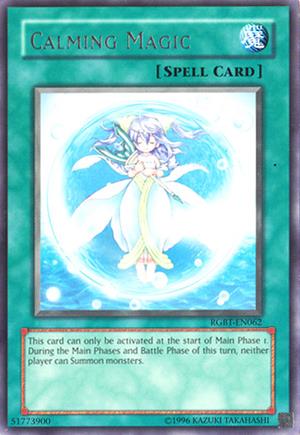 CALMING MAGIC
魔
[SPELL CARD]
RGBT-EN062
This card can only be activated at the start of Main Phase 1.
During the Main Phases and Battle Phase of this turn, neither
player can Summon monsters.
51773900
©1996 KAZUKI TAKAHASHI